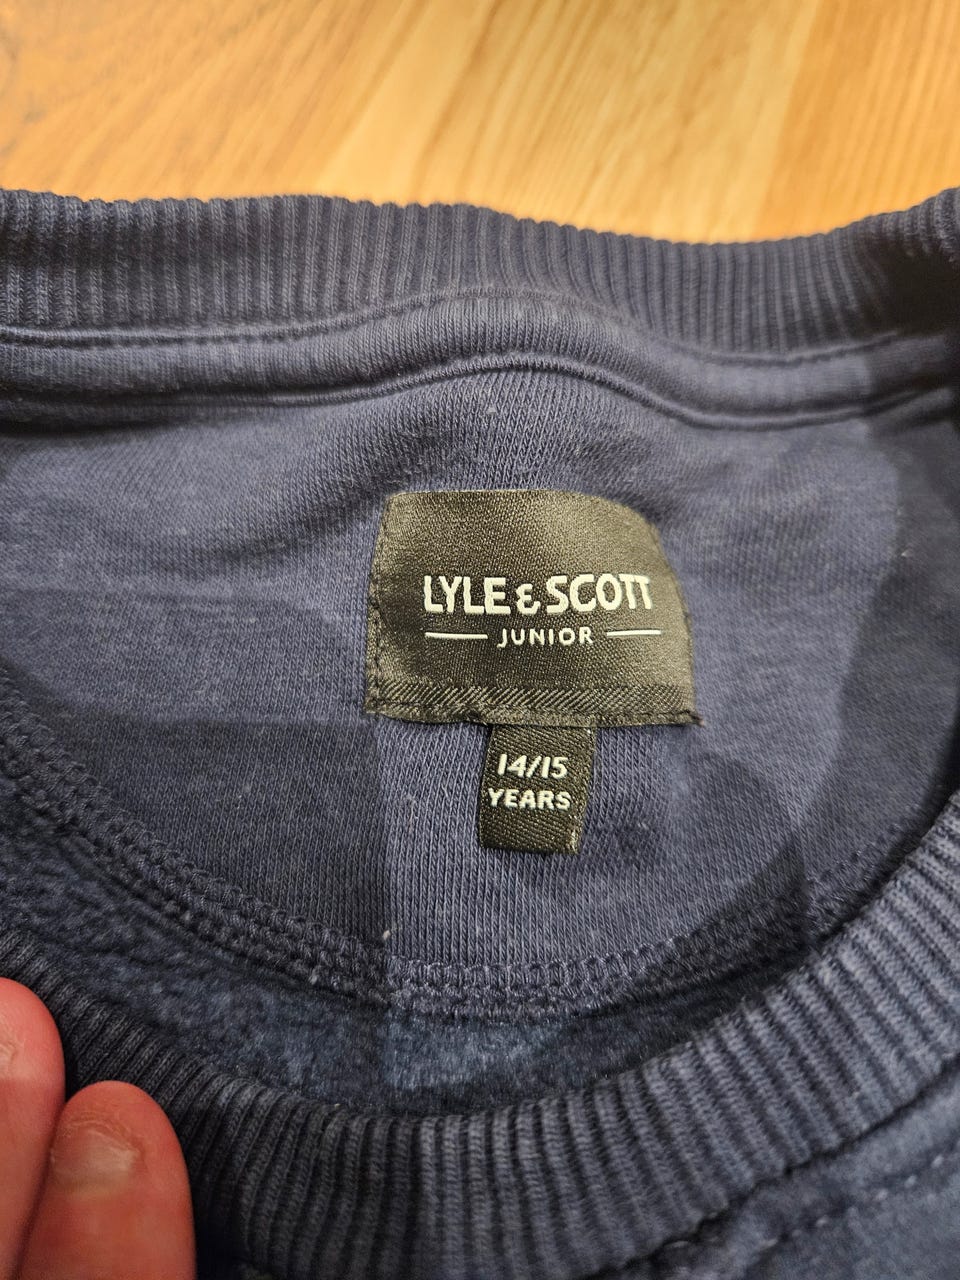 LYLE & SCOTT
JUNIOR
14/15
YEARS